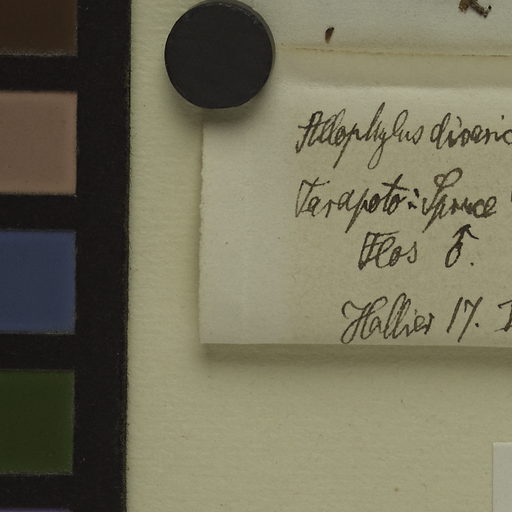 Allophylus divaric
Tarapoto: Spruce
Flos ♂.
Hallier 17. I